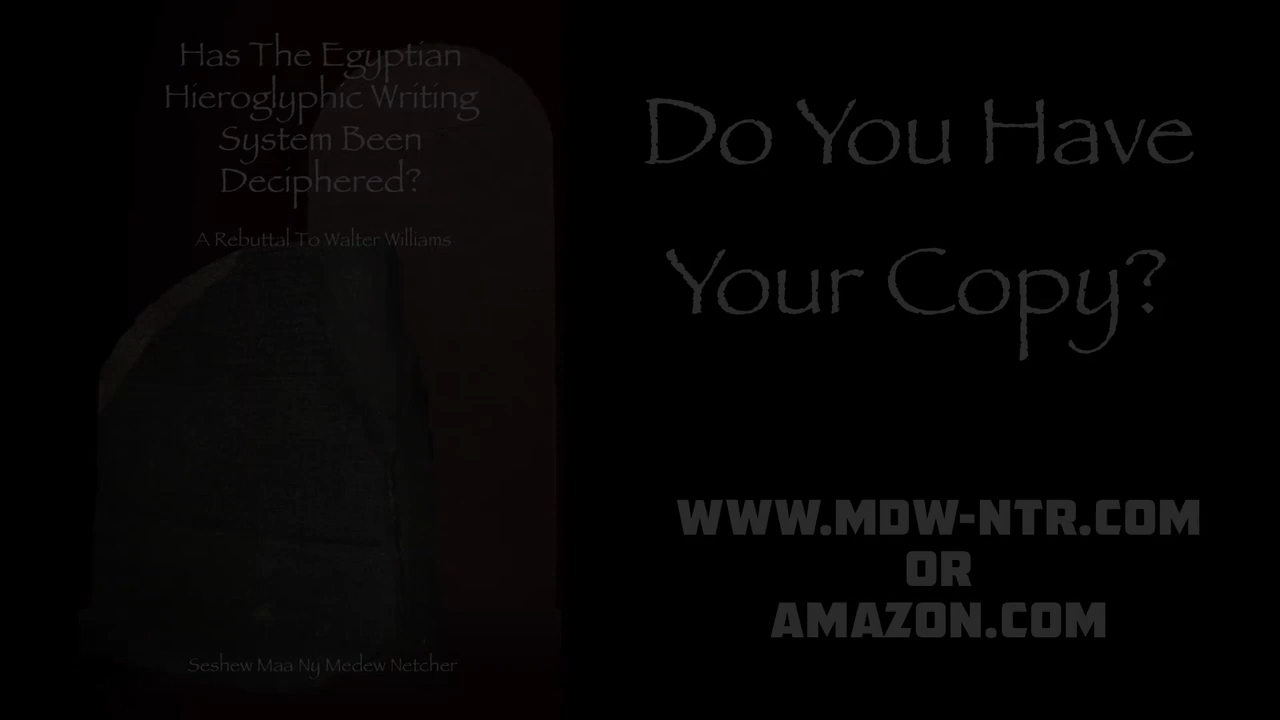 Has The Egyptian
Hieroglyphic Writing
System Been
Deciphered?
A Rebuttal To Walter Williams
Seshew Maa Ny Medew Netcher
Do You Have
Your Copy?
WWW.MDW-NTR.COM
OR
AMAZON.COM